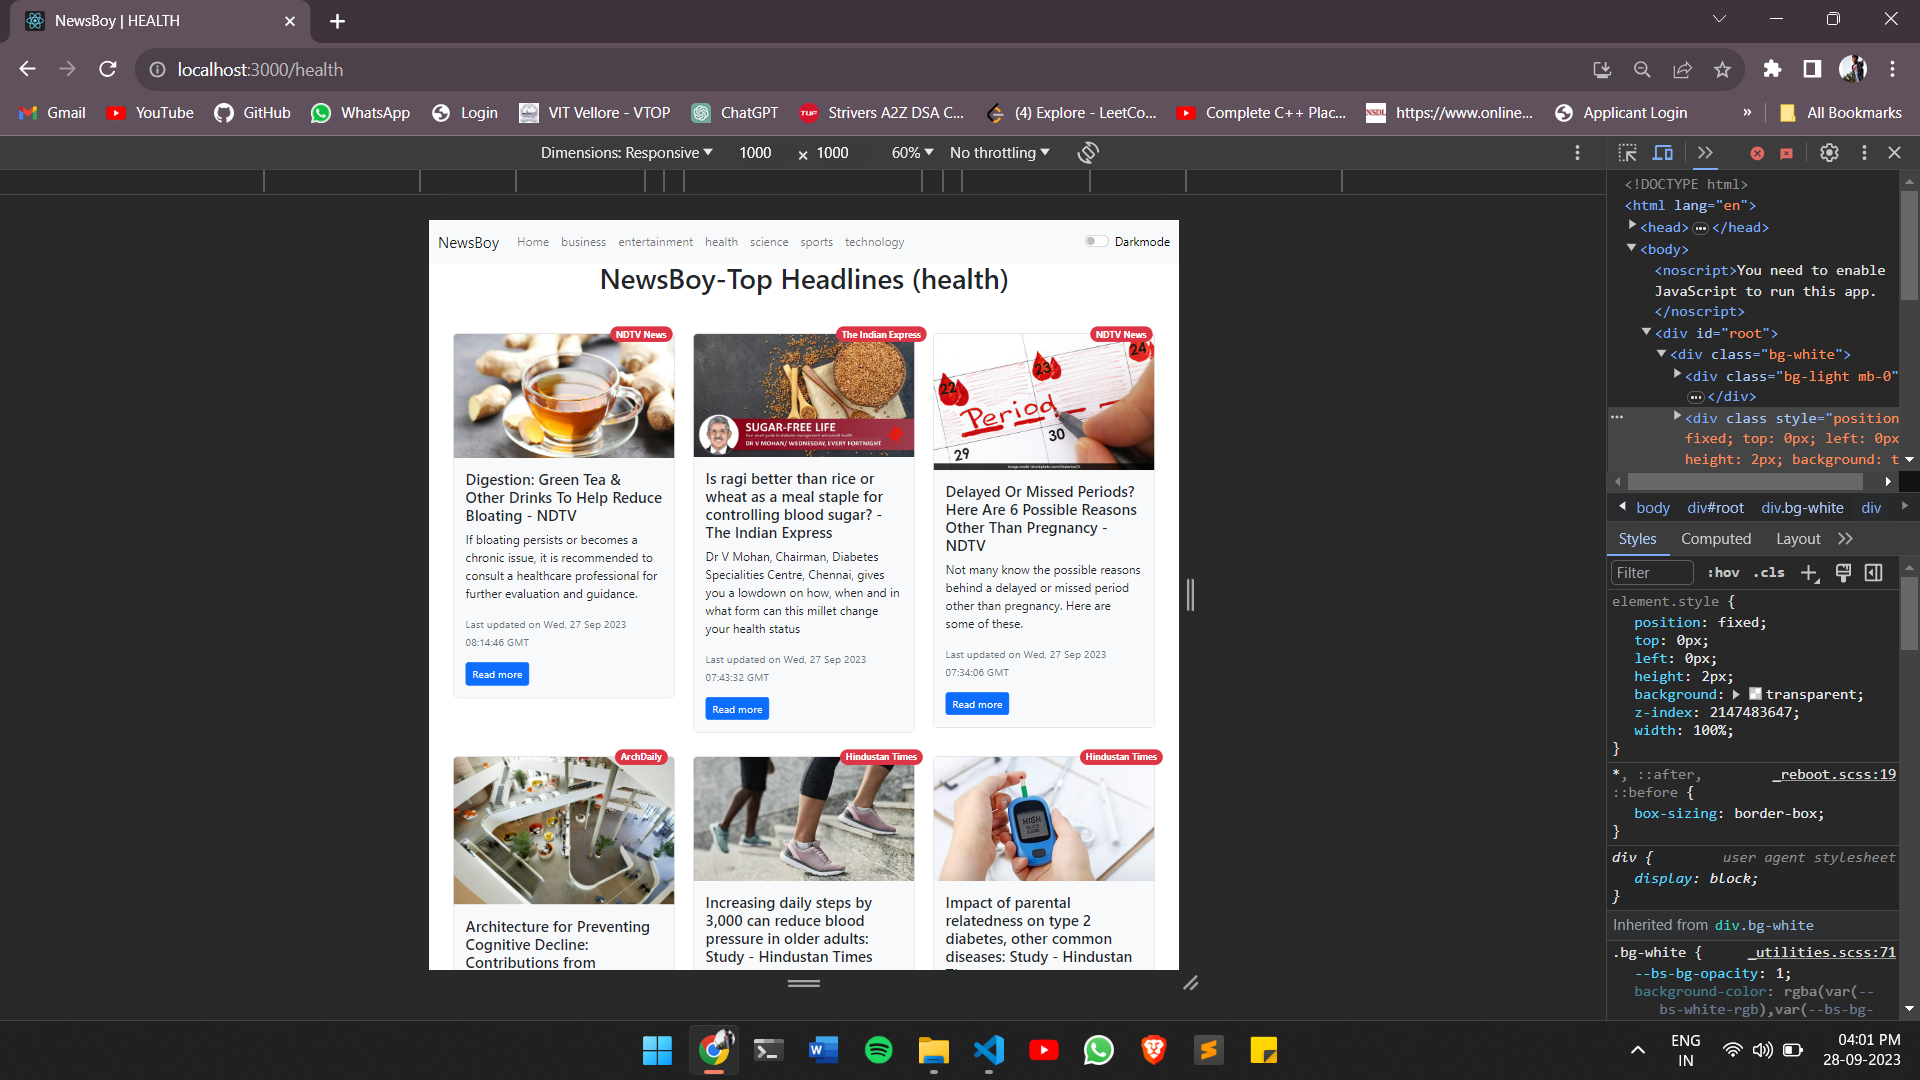 NewsBoy | HEALTH
localhost:3000/health
Gmail YouTube GitHub WhatsApp Login VIT Vellore - VTOP ChatGPT Strivers A2Z DSA C... (4) Explore - LeetCo... Complete C++ Plac... https://www.online... Applicant Login » All Bookmarks
Dimensions: Responsive 1000 × 1000 60% No throttling
NewsBoy Home business entertainment health science sports technology Darkmode
NewsBoy-Top Headlines (health)
NDTV News
Digestion: Green Tea &
Other Drinks To Help Reduce
Bloating - NDTV
If bloating persists or becomes a
chronic issue, it is recommended to
consult a healthcare professional for
further evaluation and guidance.
Last updated on Wed, 27 Sep 2023
08:14:46 GMT
Read more
The Indian Express
SUGAR-FREE LIFE
DR V MOHAN/ WEDNESDAY, EVERY FORTNIGHT
Is ragi better than rice or
wheat as a meal staple for
controlling blood sugar? -
The Indian Express
Dr V Mohan, Chairman, Diabetes
Specialities Centre, Chennai, gives
you a lowdown on how, when and in
what form can this millet change
your health status
Last updated on Wed, 27 Sep 2023
07:43:32 GMT
Read more
NDTV News
22 23 24
Period
29 30
Delayed Or Missed Periods?
Here Are 6 Possible Reasons
Other Than Pregnancy -
NDTV
Not many know the possible reasons
behind a delayed or missed period
other than pregnancy. Here are
some of these.
Last updated on Wed, 27 Sep 2023
07:34:06 GMT
Read more
ArchDaily
Architecture for Preventing
Cognitive Decline:
Contributions from
Hindustan Times
Increasing daily steps by
3,000 can reduce blood
pressure in older adults:
Study - Hindustan Times
Hindustan Times
HIGH
Impact of parental
relatedness on type 2
diabetes, other common
diseases: Study - Hindustan
<!DOCTYPE html>
<html lang="en">
<head> ... </head>
<body>
<noscript>You need to enable
JavaScript to run this app.
</noscript>
<div id="root">
<div class="bg-white">
<div class="bg-light mb-0"
... </div>
... <div class style="position
fixed; top: 0px; left: 0px
height: 2px; background: t
body div#root div.bg-white div
Styles Computed Layout
Filter :hov .cls
element.style {
position: fixed;
top: 0px;
left: 0px;
height: 2px;
background: transparent;
z-index: 2147483647;
width: 100%;
}
*, ::after, _reboot.scss:19
::before {
box-sizing: border-box;
}
div { user agent stylesheet
display: block;
}
Inherited from div.bg-white
.bg-white { _utilities.scss:71
--bs-bg-opacity: 1;
background-color: rgba(var(--
bs-white-rgb),var(--bs-bg-
ENG
IN
04:01 PM
28-09-2023